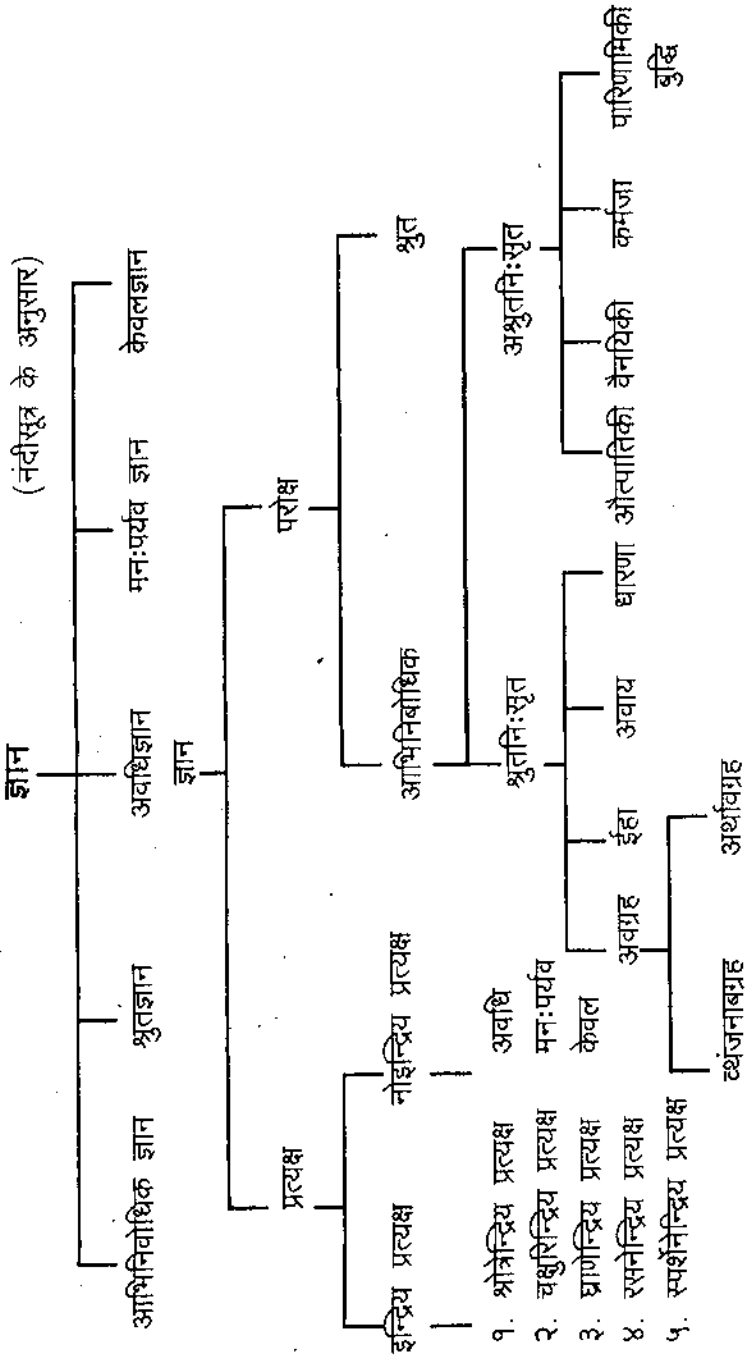 ज्ञान
(नंदीसूत्र के अनुसार)
आभिनिबोधिक ज्ञान श्रुतज्ञान अवधिज्ञान मनःपर्यव ज्ञान केवलज्ञान
ज्ञान
प्रत्यक्ष परोक्ष
इन्द्रिय प्रत्यक्ष नोइन्द्रिय प्रत्यक्ष आभिनिबोधिक श्रुत
१. श्रोत्रेन्द्रिय प्रत्यक्ष अवधि श्रुतनिःसृत अश्रुतनिःसृत
२. चक्षुरिन्द्रिय प्रत्यक्ष मनःपर्यव
३. घ्राणेन्द्रिय प्रत्यक्ष केवल
४. रसनेन्द्रिय प्रत्यक्ष
५. स्पर्शनेन्द्रिय प्रत्यक्ष
अवग्रह ईहा अवाय धारणा औत्पातिकी वैनयिकी कर्मजा पारिणामिकी
बुद्धि
व्यंजनाबग्रह अर्थावग्रह